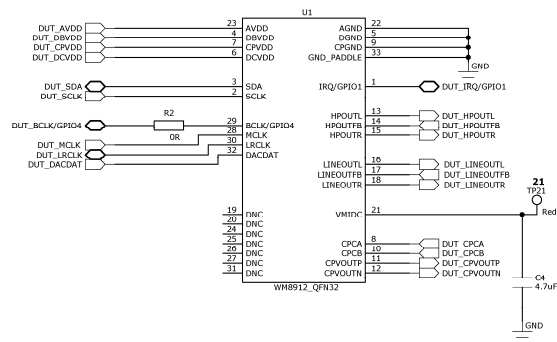 U1
DUT_AVDD 23 AVDD AGND 22
DUT_DBVDD 4 DBVDD DGND 5
DUT_CPVDD 7 CPVDD CPGND 9
DUT_DCVDD 6 DCVDD GND_PADDLE 33
GND
DUT_SDA 3 SDA IRQ/GPIO1 1 DUT_IRQ/GPIO1
DUT_SCLK 2 SCLK
R2
HPOUTL 13 DUT_HPOUTL
DUT_BCLK/GPIO4 29 BCLK/GPIO4 HPOUTFB 14 DUT_HPOUTFB
0R 28 MCLK HPOUTR 15 DUT_HPOUTR
DUT_MCLK 30 LRCLK
DUT_LRCLK 32 DACDAT
DUT_DACDAT
LINEOUTL 16 DUT_LINEOUTL
LINEOUTFB 17 DUT_LINEOUTFB
LINEOUTR 18 DUT_LINEOUTR
21
TP21
Red
19 DNC VMIDC 21
20 DNC
24 DNC
25 DNC CPCA 8 DUT_CPCA
26 DNC CPCB 10 DUT_CPCB
27 DNC CPVOUTP 11 DUT_CPVOUTP
31 DNC CPVOUTN 12 DUT_CPVOUTN
C4
4.7uF
WM8912_QFN32
GND